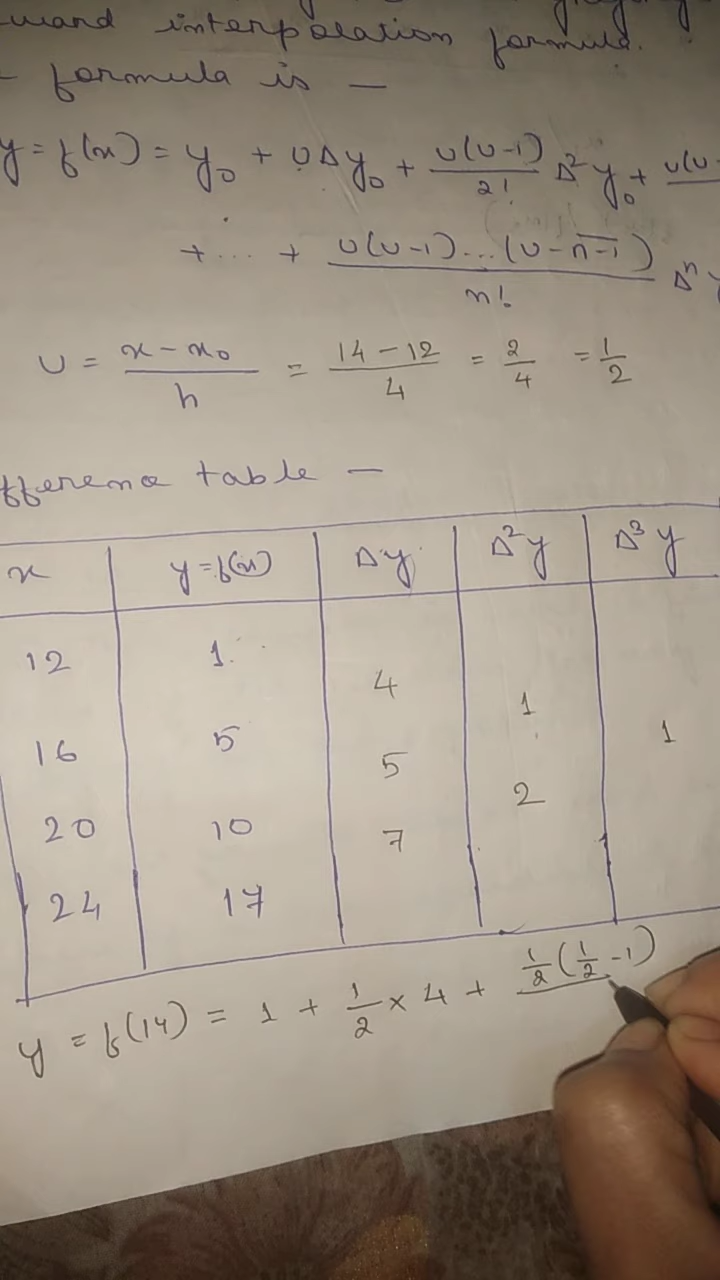 interpolation formula.
formula is —
y = f(x) = y₀ + UΔy₀ + U(U-1)/2! Δ²y₀ + U(U-
+ ... + U(U-1)...(U-n-1)/n! Δⁿ
U = x-x₀/h = 14-12/4 = 2/4 = 1/2
table —
x y=f(x) Δy Δ²y Δ³y
12 1
4
1
16 5
1
5
2
20 10
7
24 17
y = f(14) = 1 + 1/2 × 4 + 1/2(1/2-1)